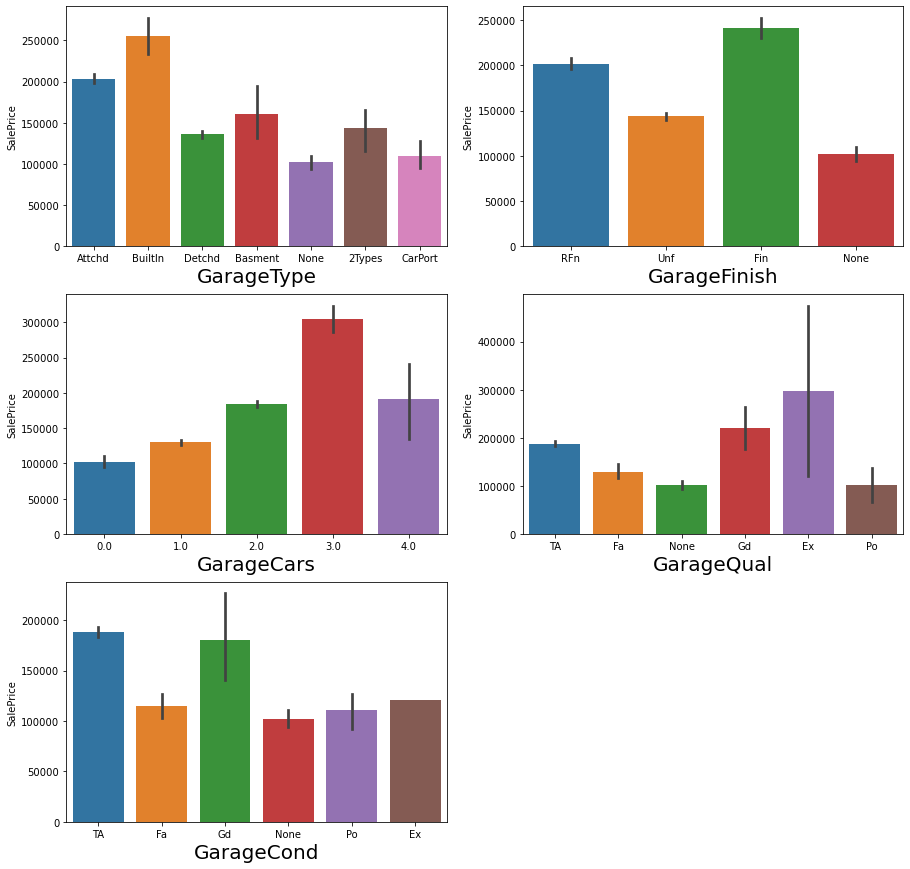 250000
200000
150000
100000
50000
0
SalePrice
Attchd BuiltIn Detchd Basment None 2Types CarPort
GarageType
250000
200000
150000
100000
50000
0
SalePrice
RFn Unf Fin None
GarageFinish
300000
250000
200000
150000
100000
50000
0
SalePrice
0.0 1.0 2.0 3.0 4.0
GarageCars
400000
300000
200000
100000
0
SalePrice
TA Fa None Gd Ex Po
GarageQual
200000
150000
100000
50000
0
SalePrice
TA Fa Gd None Po Ex
GarageCond